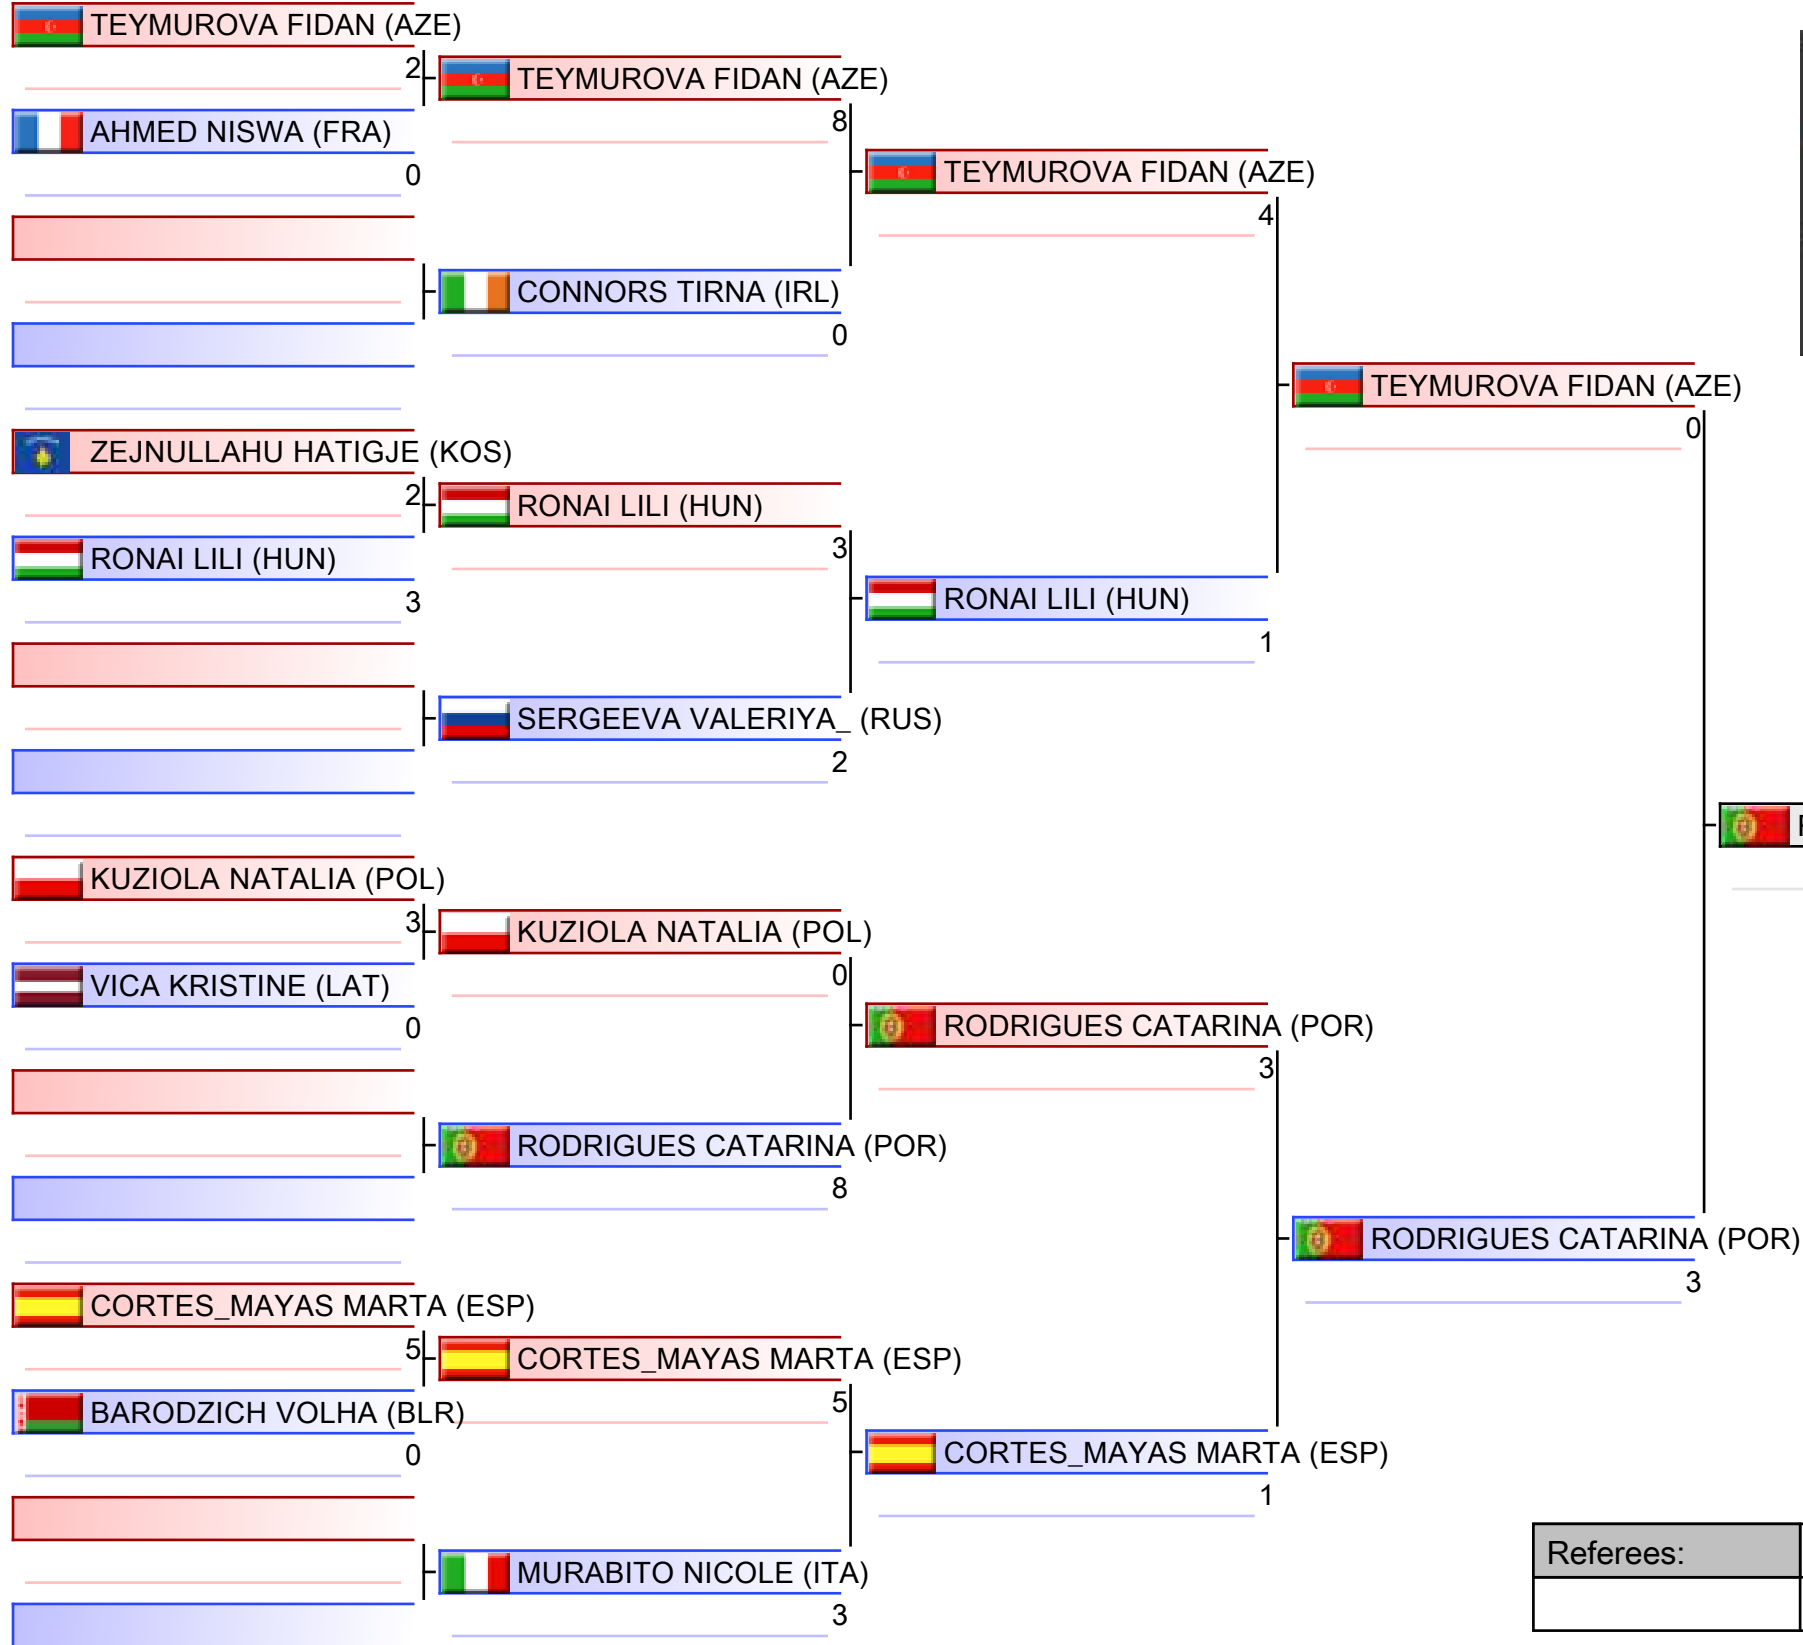 TEYMUROVA FIDAN (AZE)
2
AHMED NISWA (FRA)
0
ZEJNULLAHU HATIGJE (KOS)
2
RONAI LILI (HUN)
3
KUZIOLA NATALIA (POL)
3
VICA KRISTINE (LAT)
0
CORTES_MAYAS MARTA (ESP)
5
BARODZICH VOLHA (BLR)
0
TEYMUROVA FIDAN (AZE)
8
CONNORS TIRNA (IRL)
0
RONAI LILI (HUN)
3
SERGEEVA VALERIYA_ (RUS)
2
KUZIOLA NATALIA (POL)
0
RODRIGUES CATARINA (POR)
8
CORTES_MAYAS MARTA (ESP)
5
MURABITO NICOLE (ITA)
3
TEYMUROVA FIDAN (AZE)
4
RONAI LILI (HUN)
1
RODRIGUES CATARINA (POR)
3
CORTES_MAYAS MARTA (ESP)
1
TEYMUROVA FIDAN (AZE)
0
RODRIGUES CATARINA (POR)
3
Referees: